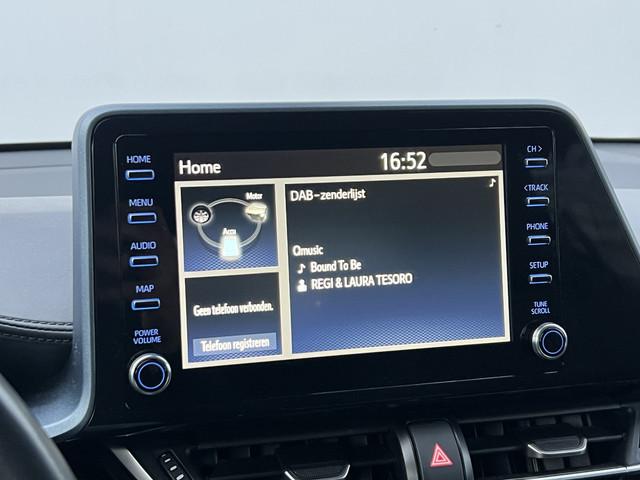 HOME
MENU
AUDIO
MAP
POWER
VOLUME
Home
16:52
Motor
Accu
Geen telefoon verbonden.
Telefoon registreren
DAB-zenderlijst
Qmusic
Bound To Be
REGI & LAURA TESORO
CH >
< TRACK
PHONE
SETUP
TUNE
SCROLL